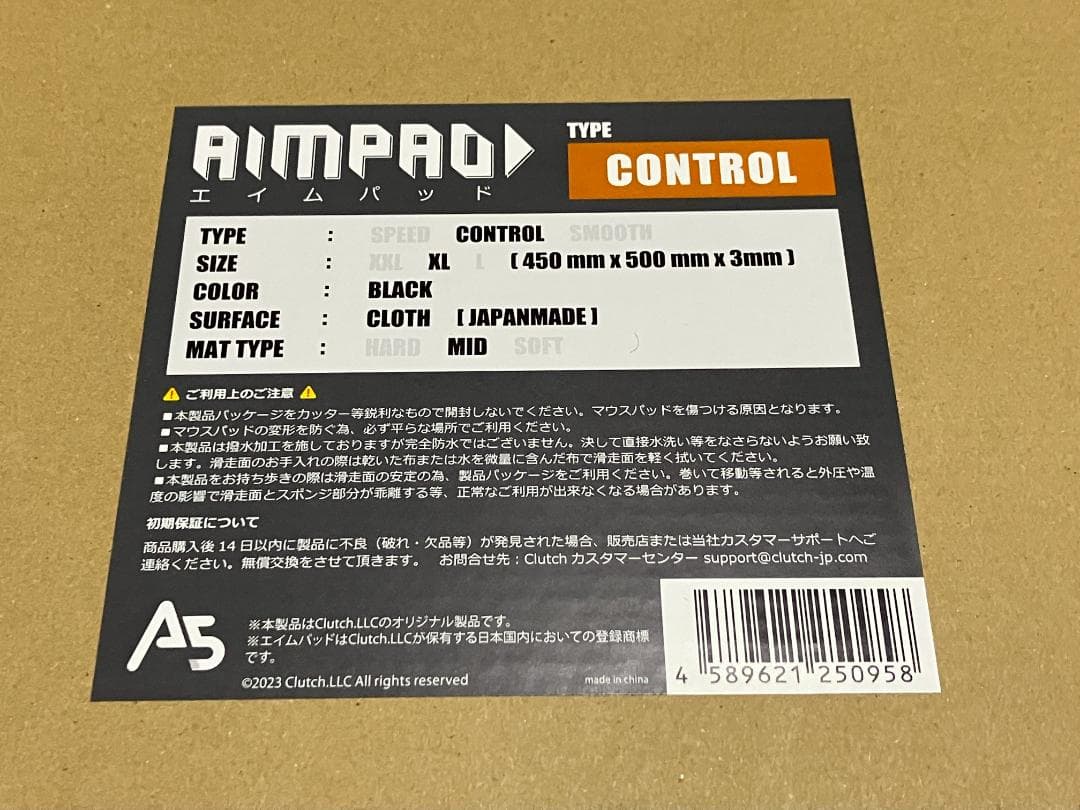 AIMPAD
エイムパッド
TYPE
CONTROL
TYPE : SPEED CONTROL SMOOTH
SIZE : XXL XL L ( 450 mm x 500 mm x 3mm )
COLOR : BLACK
SURFACE : CLOTH [ JAPANMADE ]
MAT TYPE : HARD MID SOFT
ご利用上のご注意
■本製品パッケージをカッター等鋭利なもので開封しないでください。マウスパッドを傷つける原因となります。
■マウスパッドの変形を防ぐ為、必ず平らな場所でご利用ください。
■本製品は撥水加工を施しておりますが完全防水ではございません。決して直接水洗い等をなさらないようお願い致
します。滑走面のお手入れの際は乾いた布または水を微量に含んだ布で滑走面を軽く拭いてください。
■本製品をお持ち歩きの際は滑走面の安定の為、製品パッケージをご利用ください。巻いて移動等されると外圧や温
度の影響で滑走面とスポンジ部分が乖離する等、正常なご利用が出来なくなる場合があります。
初期保証について
商品購入後 14 日以内に製品に不良（破れ・欠品等）が発見された場合、販売店または当社カスタマーサポートへご
連絡ください。無償交換をさせて頂きます。 お問合せ先：Clutch カスタマーセンター support@clutch-jp.com
A5
※本製品はClutch.LLCのオリジナル製品です。
※エイムパッドはClutch.LLCが保有する日本国内においての登録商標
です。
©2023 Clutch.LLC All rights reserved
made in china
4 589621 250958